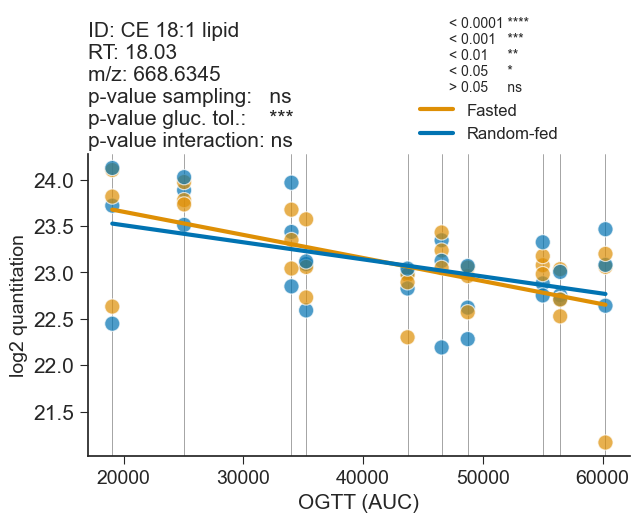 ID: CE 18:1 lipid
RT: 18.03
m/z: 668.6345
p-value sampling: ns
p-value gluc. tol.: ***
p-value interaction: ns
< 0.0001 ****
< 0.001 ***
< 0.01 **
< 0.05 *
> 0.05 ns
Fasted
Random-fed
24.0
23.5
23.0
22.5
22.0
21.5
log2 quantitation
20000 30000 40000 50000 60000
OGTT (AUC)